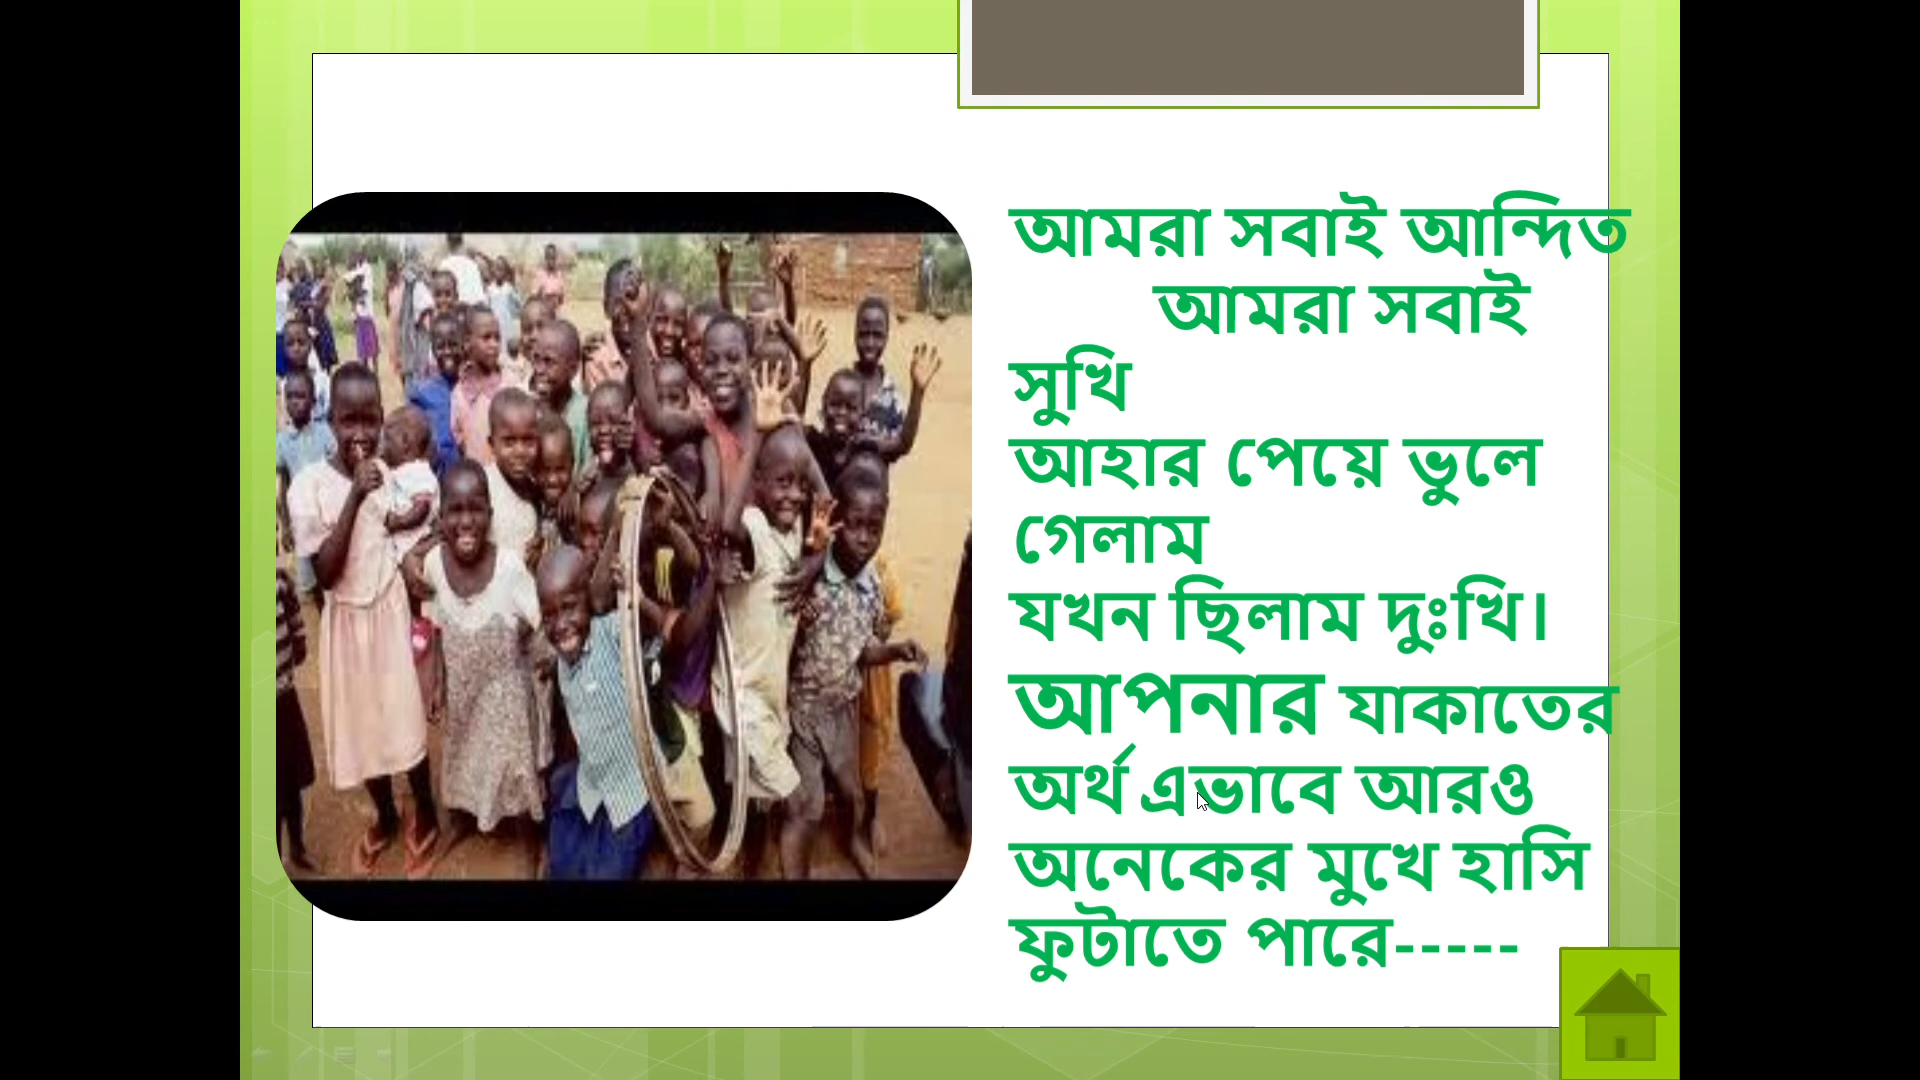 আমরা সবাই আন্দিত
আমরা সবাই
সুখি
আহার পেয়ে ভুলে
গেলাম
যখন ছিলাম দুঃখি।
আপনার যাকাতের
অর্থ এভাবে আরও
অনেকের মুখে হাসি
ফুটাতে পারে-----